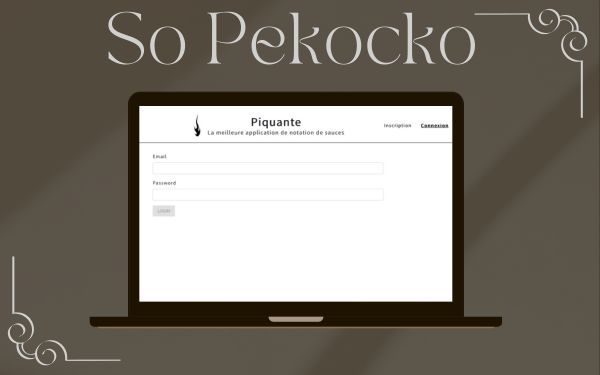 So Pekocko
Piquante
La meilleure application de notation de sauces
Inscription
Connexion
Email
Password
LOGIN